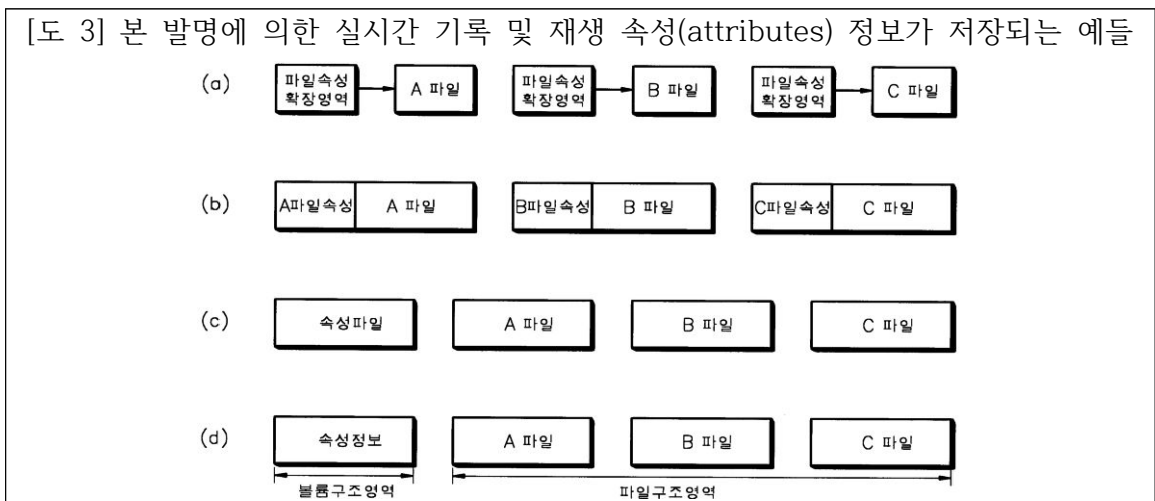 [도 3] 본 발명에 의한 실시간 기록 및 재생 속성(attributes) 정보가 저장되는 예들
(a) 파일속성 확장영역 A 파일 파일속성 확장영역 B 파일 파일속성 확장영역 C 파일
(b) A파일속성 A 파일 B파일속성 B 파일 C파일속성 C 파일
(c) 속성파일 A 파일 B 파일 C 파일
(d) 속성정보 A 파일 B 파일 C 파일
볼륨구조영역 파일구조영역